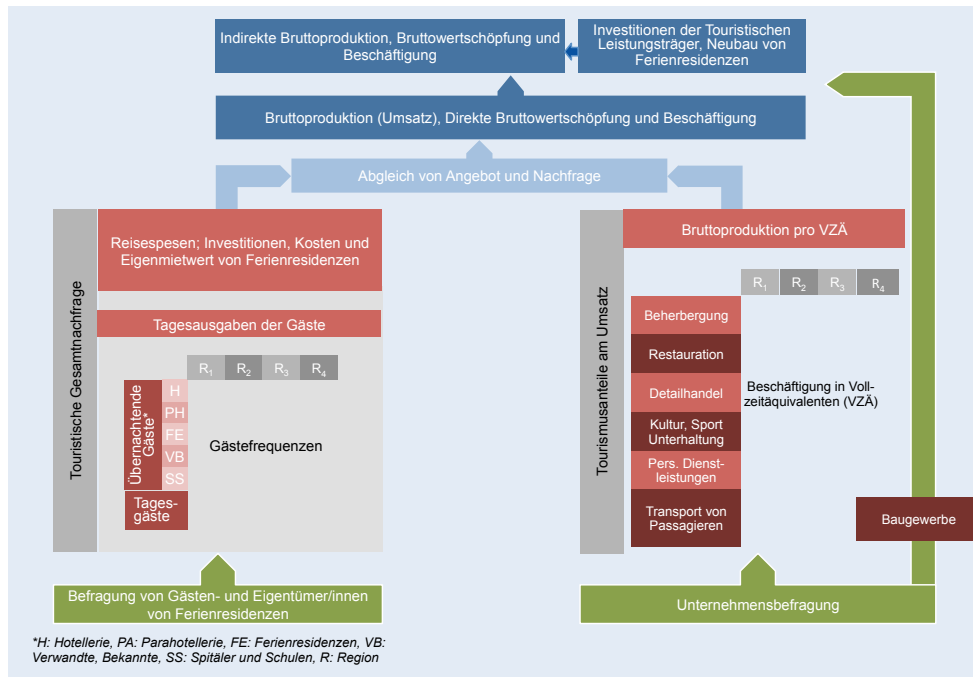 Indirekte Bruttoproduktion, Bruttowertschöpfung und
Beschäftigung
Investitionen der Touristischen
Leistungsträger, Neubau von
Ferienresidenzen
Bruttoproduktion (Umsatz), Direkte Bruttowertschöpfung und Beschäftigung
Abgleich von Angebot und Nachfrage
Touristische Gesamtnachfrage
Reisespesen; Investitionen, Kosten und
Eigenmietwert von Ferienresidenzen
Tagesausgaben der Gäste
R1 R2 R3 R4
Übernachtende
Gäste*
H
PH
FE
VB
SS
Gästefrequenzen
Tages-
gäste
Tourismusanteile am Umsatz
Bruttoproduktion pro VZÄ
R1 R2 R3 R4
Beherbergung
Restauration
Detailhandel
Kultur, Sport
Unterhaltung
Pers. Dienst-
leistungen
Transport von
Passagieren
Beschäftigung in Voll-
zeitäquivalenten (VZÄ)
Baugewerbe
Befragung von Gästen- und Eigentümer/innen
von Ferienresidenzen
Unternehmensbefragung
*H: Hotellerie, PA: Parahotellerie, FE: Ferienresidenzen, VB:
Verwandte, Bekannte, SS: Spitäler und Schulen, R: Region